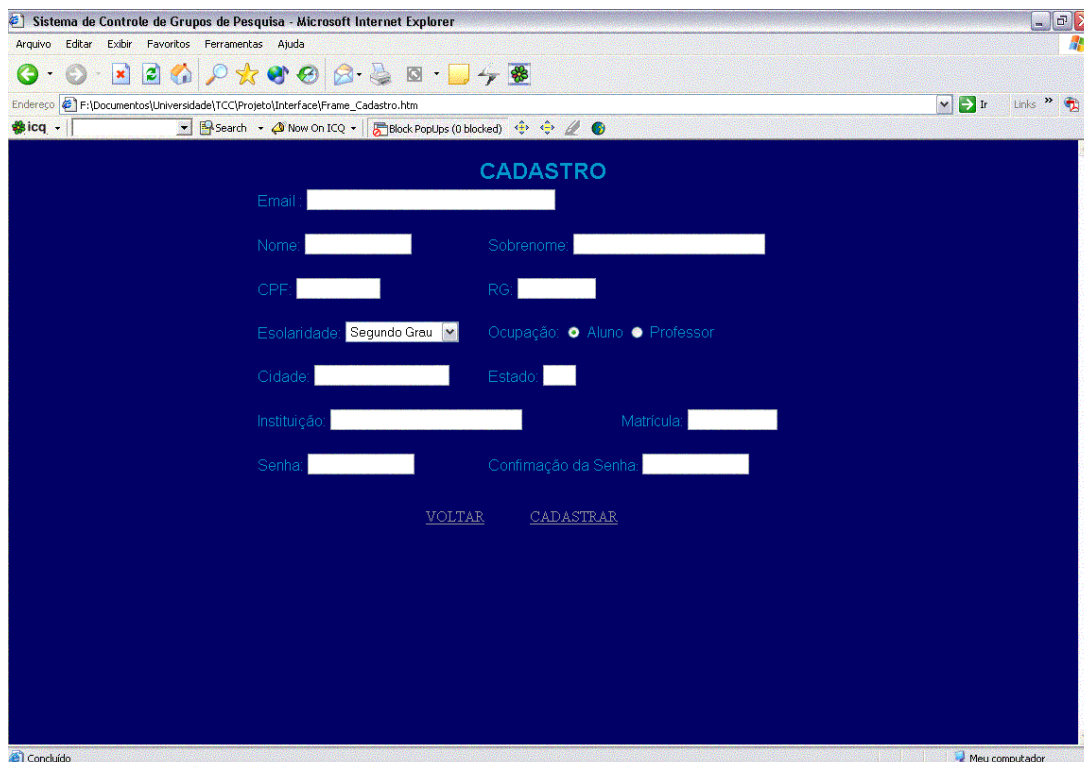 Sistema de Controle de Grupos de Pesquisa - Microsoft Internet Explorer
Arquivo Editar Exibir Favoritos Ferramentas Ajuda
Endereço F:\Documentos\Universidade\TCC\Projeto\Interface\Frame_Cadastro.htm Ir Links »
icq Search Now On ICQ Block PopUps (0 blocked)
CADASTRO
Email :
Nome: Sobrenome:
CPF: RG:
Esolaridade: Segundo Grau Ocupação: Aluno Professor
Cidade: Estado:
Instituição: Matrícula:
Senha: Confimação da Senha:
VOLTAR CADASTRAR
Concluído Meu computador